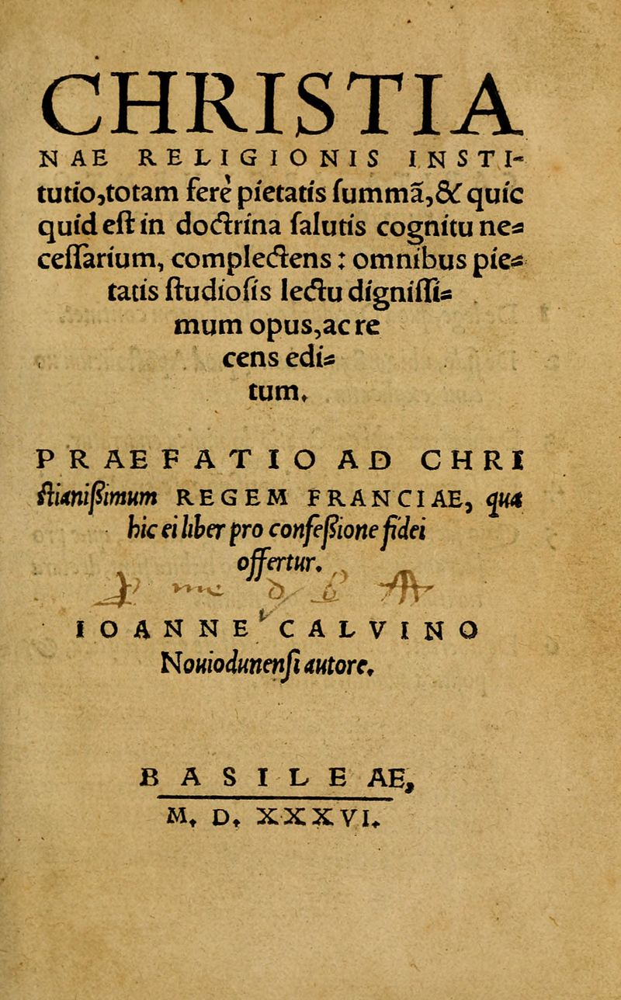 CHRISTIA
NAE RELIGIONIS INSTI-
tutio, totam ferè pietatis ſummã, & quic
quid eſt in doctrina ſalutis cognitu ne⸗
ceſſarium, complectens : omnibus pie⸗
tatis ſtudioſis lectu digniſſi⸗
mum opus, ac re
cens edi⸗
tum.
PRAEFATIO AD CHRI
ſtianißimum REGEM FRANCIAE, qua
hic ei liber pro confeßione fidei
offertur.
IOANNE CALVINO
Nouiodunenſi autore.
BASILEAE,
M. D. XXXVI.